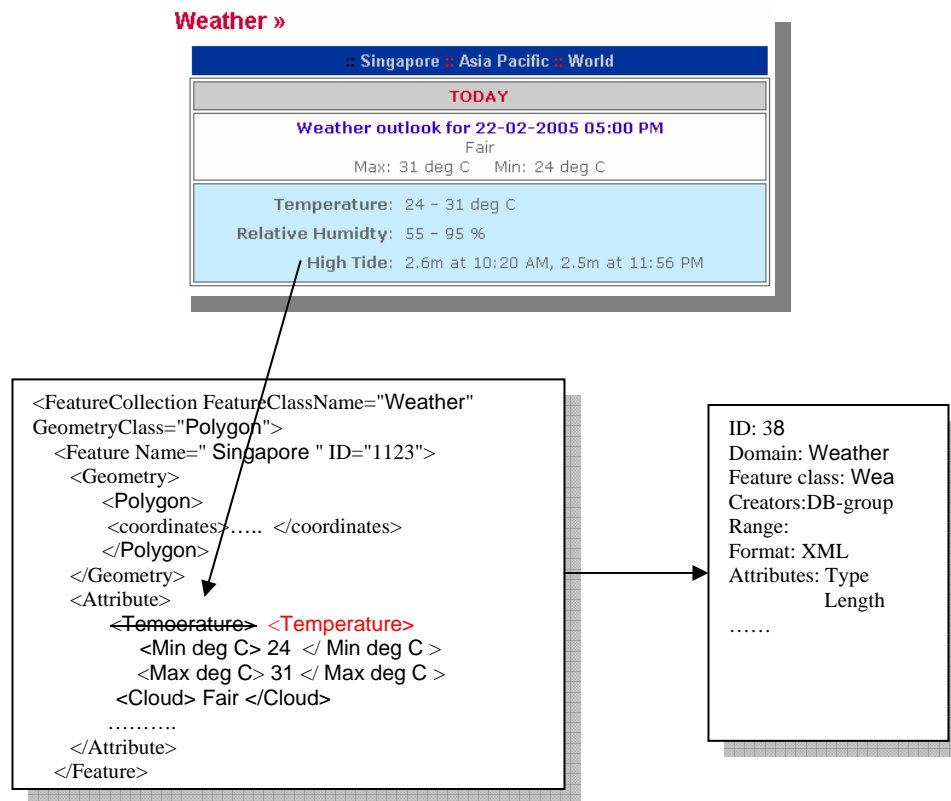 Weather »
:: Singapore :: Asia Pacific :: World
TODAY
Weather outlook for 22-02-2005 05:00 PM
Fair
Max: 31 deg C Min: 24 deg C
Temperature: 24 - 31 deg C
Relative Humidty: 55 - 95 %
High Tide: 2.6m at 10:20 AM, 2.5m at 11:56 PM
<FeatureCollection FeatureClassName="Weather"
GeometryClass="Polygon">
<Feature Name=" Singapore " ID="1123">
<Geometry>
<Polygon>
<coordinates>….. </coordinates>
</Polygon>
</Geometry>
<Attribute>
<Temoerature> <Temperature>
<Min deg C> 24 </ Min deg C >
<Max deg C> 31 </ Max deg C >
<Cloud> Fair </Cloud>
……….
</Attribute>
</Feature>
ID: 38
Domain: Weather
Feature class: Wea
Creators:DB-group
Range:
Format: XML
Attributes: Type
Length
……